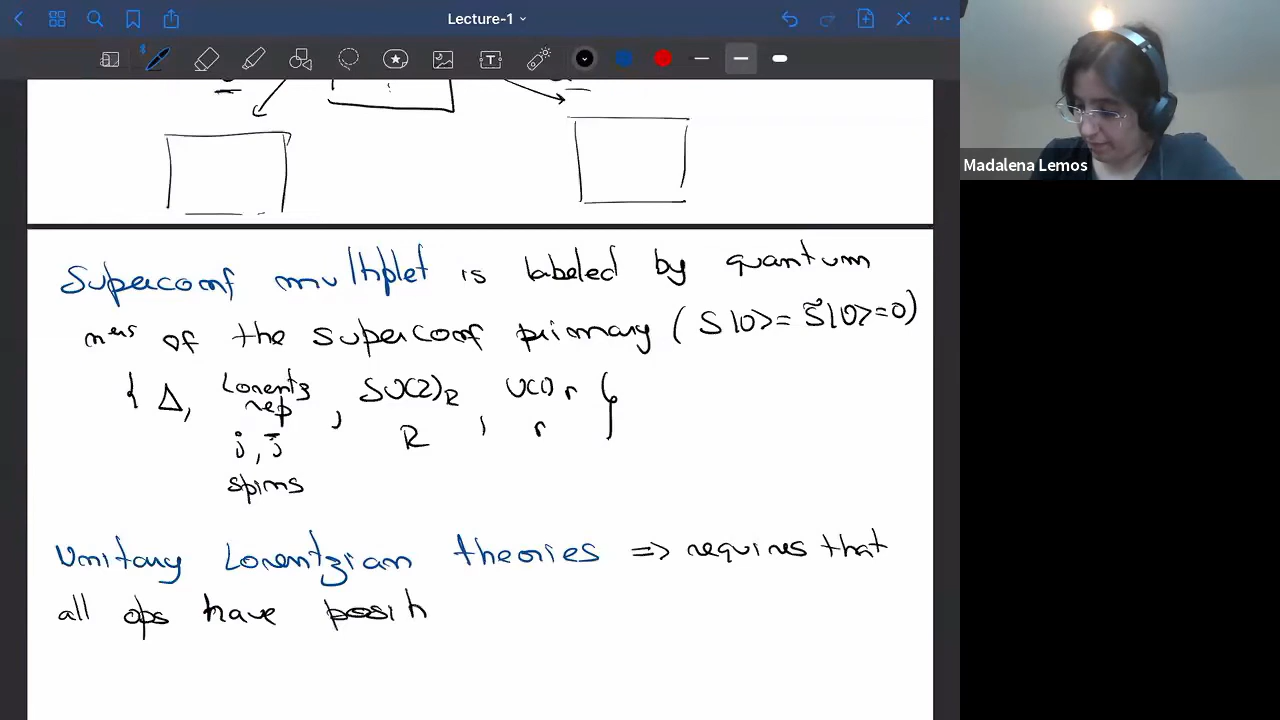 Lecture-1
Madalena Lemos
Superconf multiplet is labeled by quantum
n^ers of the superconf primary ( S|O> = S̃|O> = 0)
{ Δ, Lorentz rep, SU(2)_R, U(1)_r }
j, j̄ R r
spins
Unitary Lorentzian theories => requires that
all ops have posit